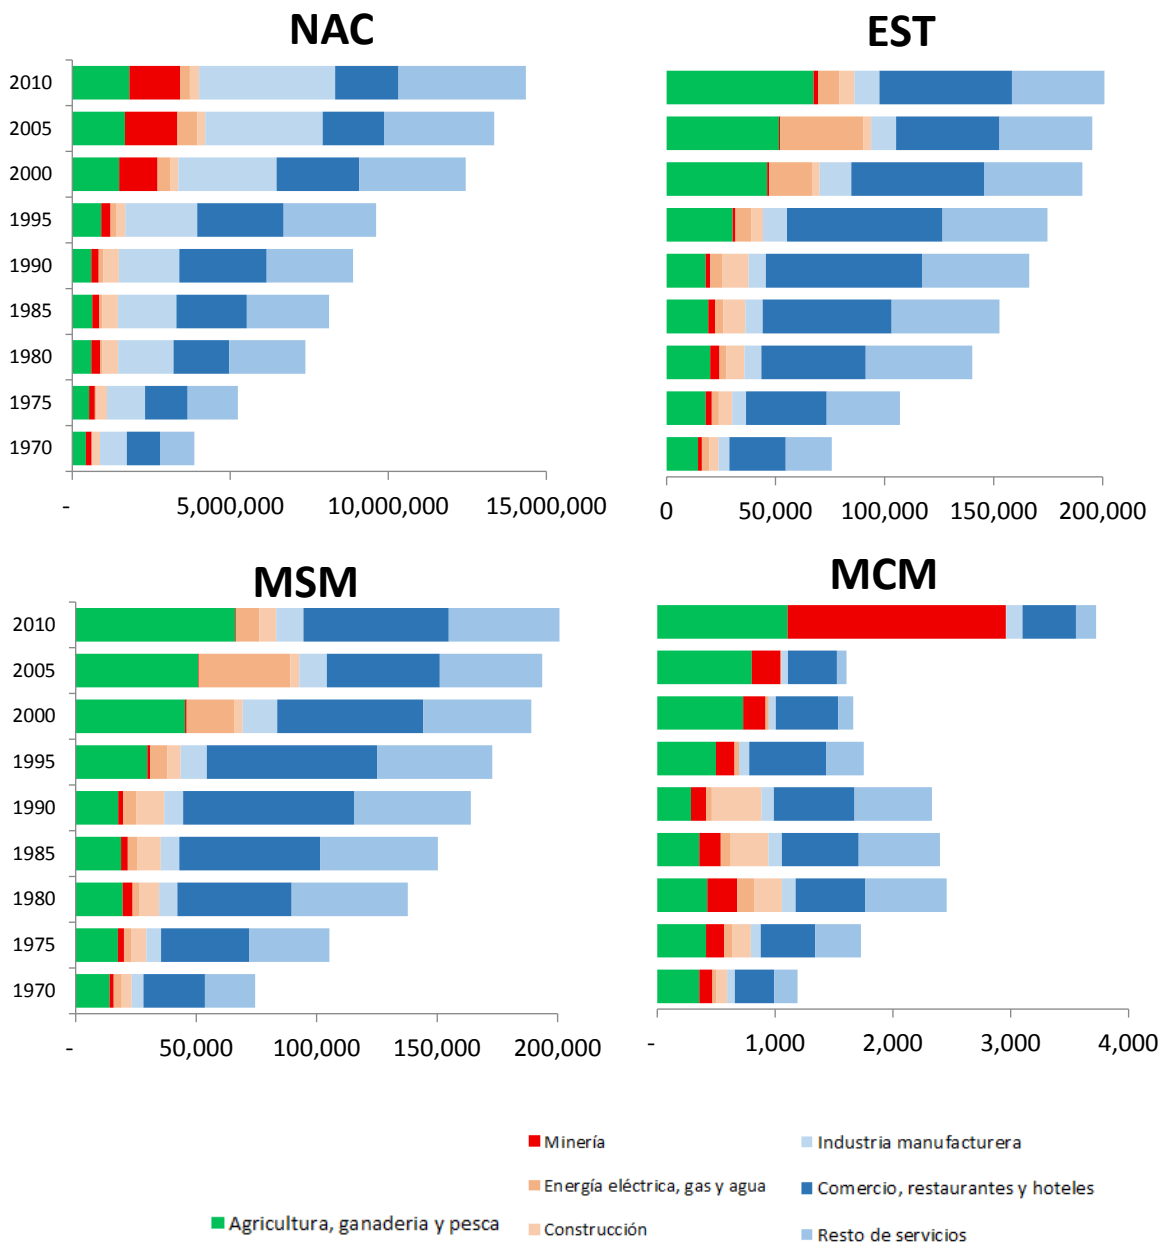 NAC
2010
2005
2000
1995
1990
1985
1980
1975
1970
- 5,000,000 10,000,000 15,000,000
EST
0 50,000 100,000 150,000 200,000
MSM
2010
2005
2000
1995
1990
1985
1980
1975
1970
- 50,000 100,000 150,000 200,000
MCM
- 1,000 2,000 3,000 4,000
Minería
Industria manufacturera
Energía eléctrica, gas y agua
Comercio, restaurantes y hoteles
Agricultura, ganaderia y pesca
Construcción
Resto de servicios